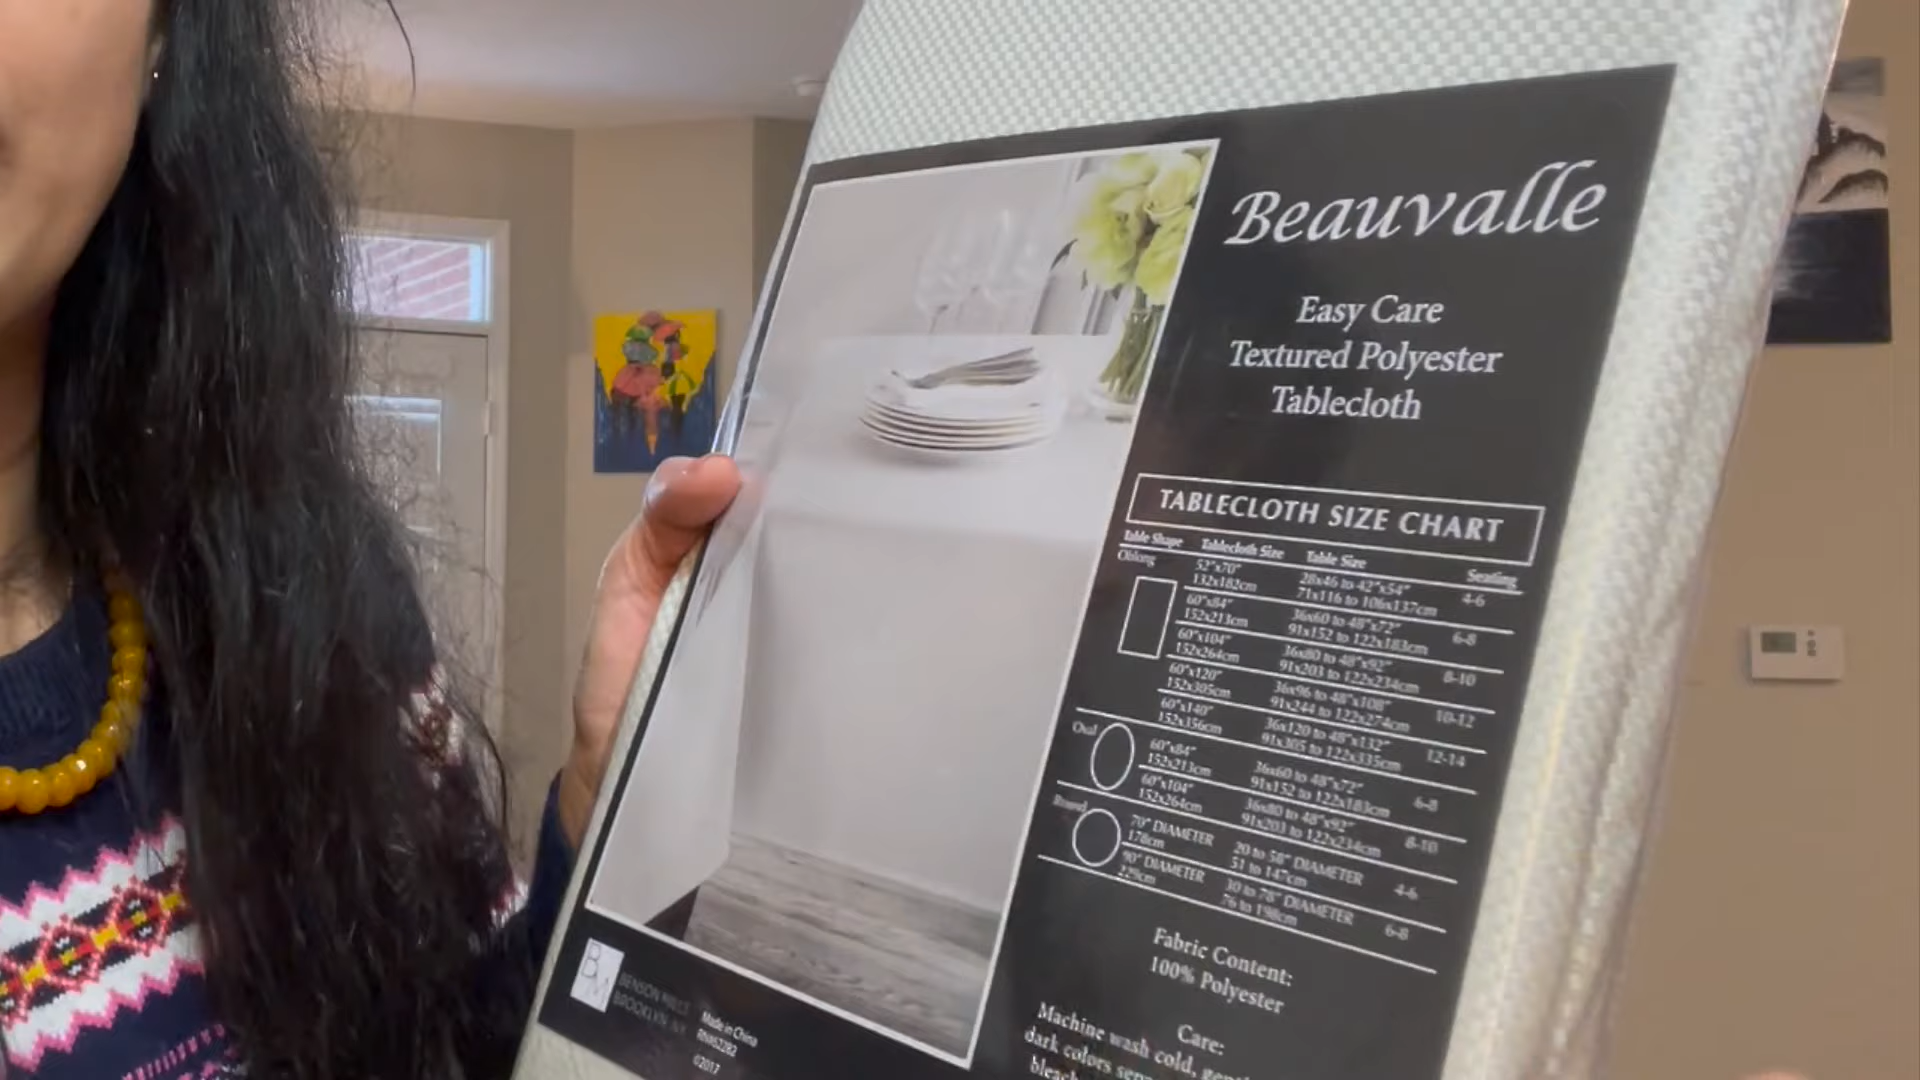 Beauvalle
Easy Care
Textured Polyester
Tablecloth
TABLECLOTH SIZE CHART
Table Shape Tablecloth Size Table Size Seating
Oblong
52"x70" 28x46 to 42"x54" 4-6
132x182cm 71x116 to 106x137cm
60"x84" 36x60 to 48"x72" 6-8
152x213cm 91x152 to 122x183cm
60"x104" 36x80 to 48"x92" 8-10
152x264cm 91x203 to 122x234cm
60"x120" 36x96 to 48"x108" 10-12
152x305cm 91x244 to 122x274cm
60"x140" 36x120 to 48"x132" 12-14
152x356cm 91x305 to 122x335cm
Oval
60"x84" 36x60 to 48"x72" 6-8
152x213cm 91x152 to 122x183cm
60"x104" 36x80 to 48"x92" 8-10
152x264cm 91x203 to 122x234cm
Round
70" DIAMETER 20 to 58" DIAMETER 4-6
178cm 51 to 147cm
90" DIAMETER 30 to 78" DIAMETER 6-8
229cm 76 to 198cm
Fabric Content:
100% Polyester
Care:
Machine wash cold,
dark colors
BM
BENSON MILLS
BROOKLYN NY
Made in China
RN#62282
©2017